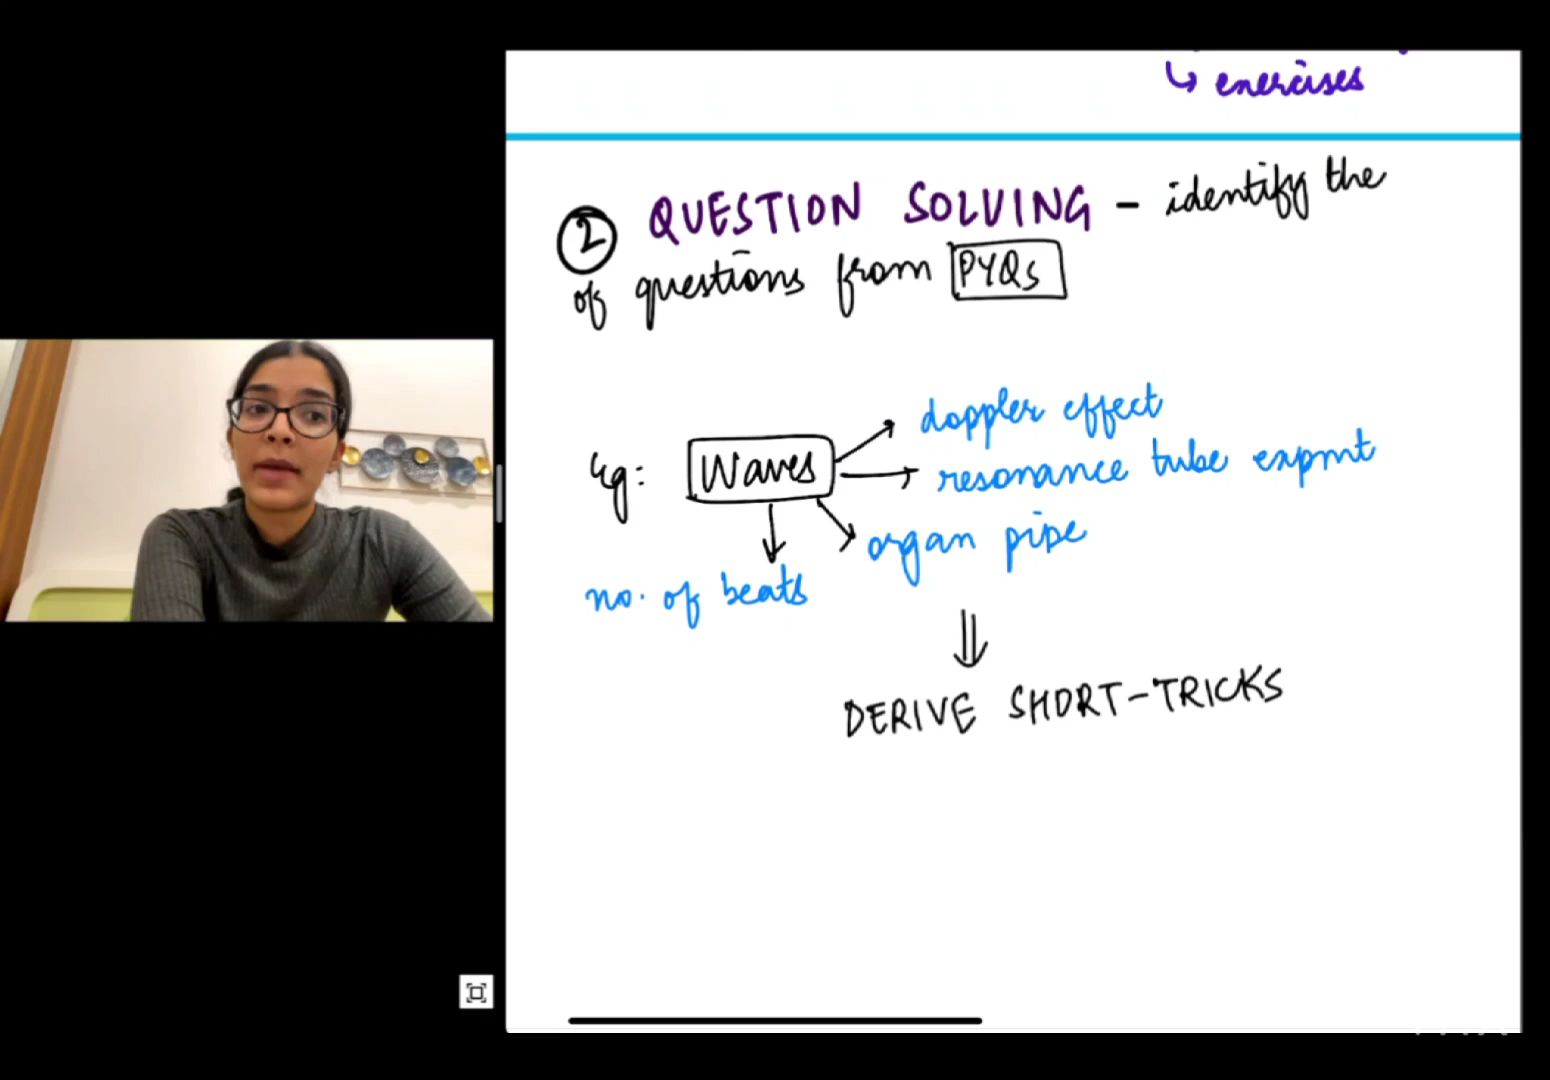 ↳ exercises
② QUESTION SOLVING - identify the
of questions from PYQs
eg: Waves
doppler effect
resonance tube expmt
organ pipe
no. of beats
DERIVE SHORT-TRICKS